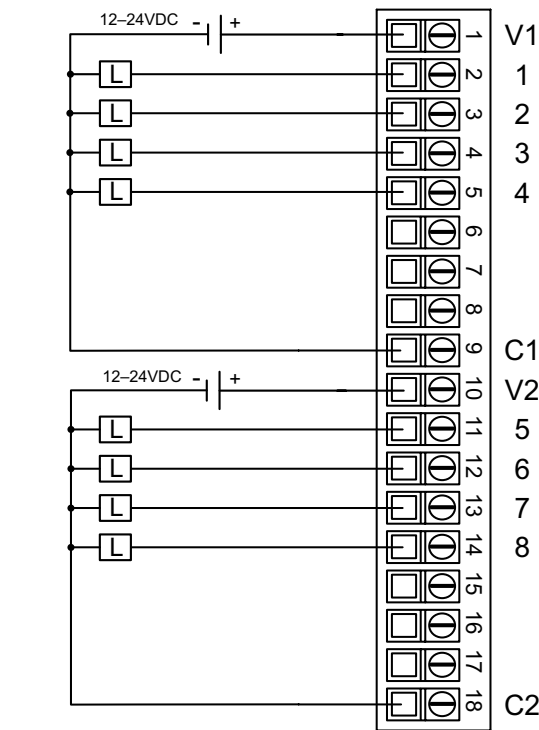 12–24VDC - + 1 V1
L 2 1
L 3 2
L 4 3
L 5 4
6
7
8
9 C1
12–24VDC - + 10 V2
L 11 5
L 12 6
L 13 7
L 14 8
15
16
17
18 C2